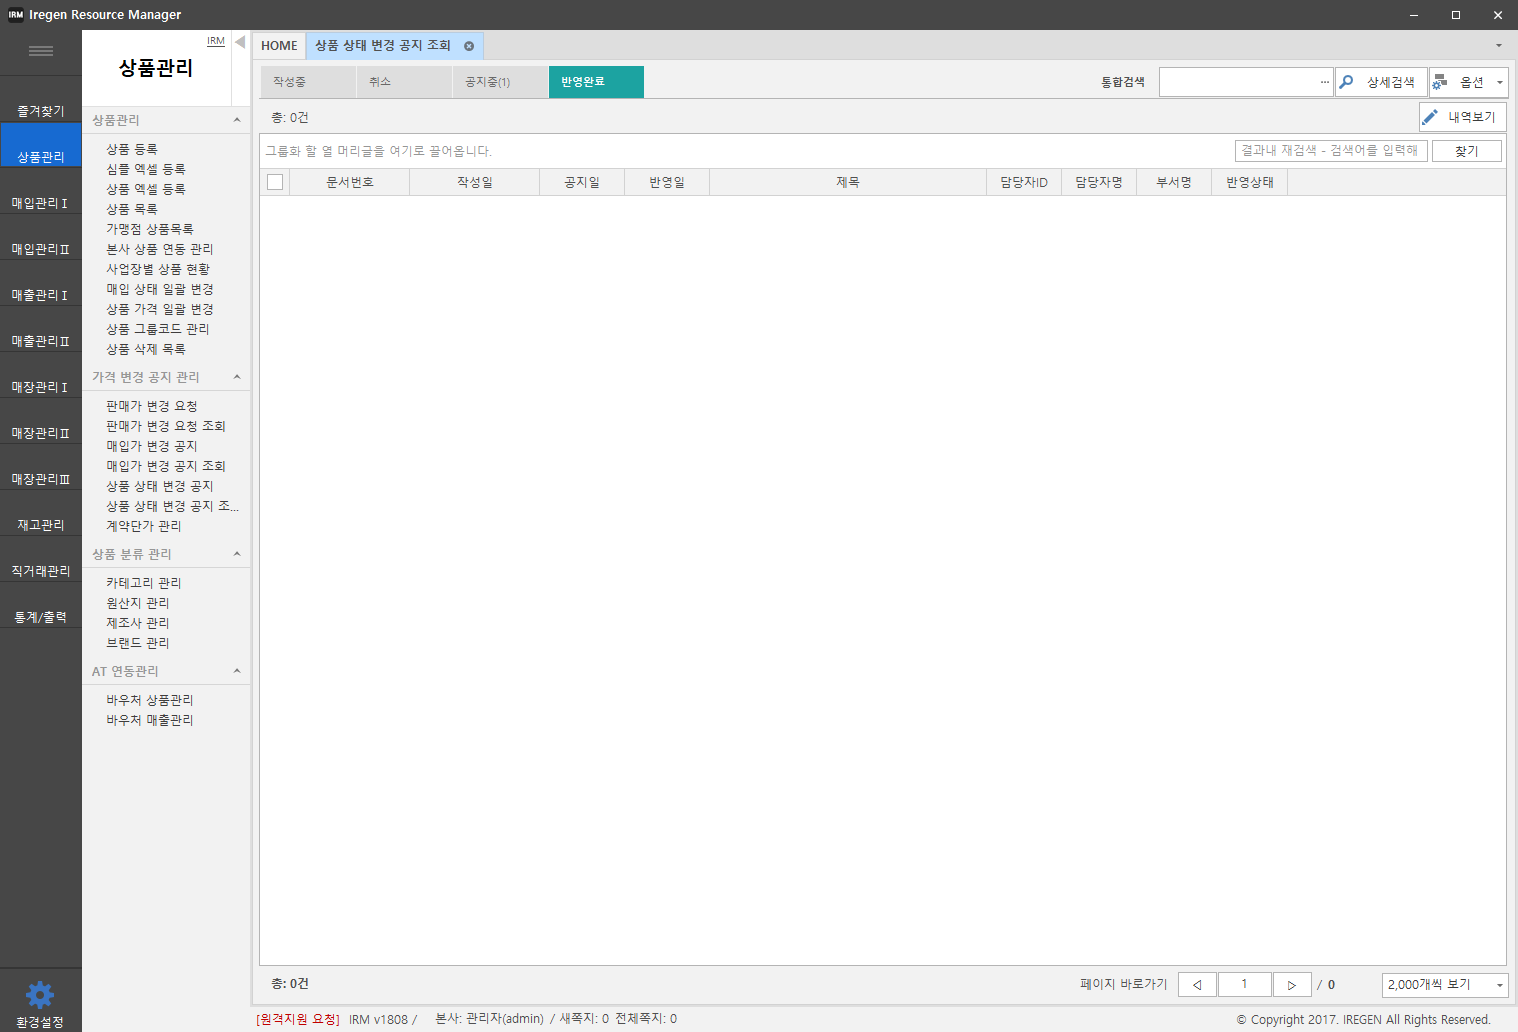 IRM Iregen Resource Manager
즐겨찾기
상품관리
매입관리Ⅰ
매입관리Ⅱ
매출관리Ⅰ
매출관리Ⅱ
매장관리Ⅰ
매장관리Ⅱ
매장관리Ⅲ
재고관리
직거래관리
통계/출력
환경설정
IRM
상품관리
상품관리
상품 등록
심플 엑셀 등록
상품 엑셀 등록
상품 목록
가맹점 상품목록
본사 상품 연동 관리
사업장별 상품 현황
매입 상태 일괄 변경
상품 가격 일괄 변경
상품 그룹코드 관리
상품 삭제 목록
가격 변경 공지 관리
판매가 변경 요청
판매가 변경 요청 조회
매입가 변경 공지
매입가 변경 공지 조회
상품 상태 변경 공지
상품 상태 변경 공지 조...
계약단가 관리
상품 분류 관리
카테고리 관리
원산지 관리
제조사 관리
브랜드 관리
AT 연동관리
바우처 상품관리
바우처 매출관리
HOME 상품 상태 변경 공지 조회
작성중 취소 공지중(1) 반영완료 통합검색 ... 상세검색 옵션
총: 0건 내역보기
그룹화 할 열 머리글을 여기로 끌어옵니다. 결과내 재검색 - 검색어를 입력해 찾기
문서번호 작성일 공지일 반영일 제목 담당자ID 담당자명 부서명 반영상태
총: 0건 페이지 바로가기 1 / 0 2,000개씩 보기
[원격지원 요청] IRM v1808 / 본사: 관리자(admin) / 새쪽지: 0 전체쪽지: 0 © Copyright 2017. IREGEN All Rights Reserved.